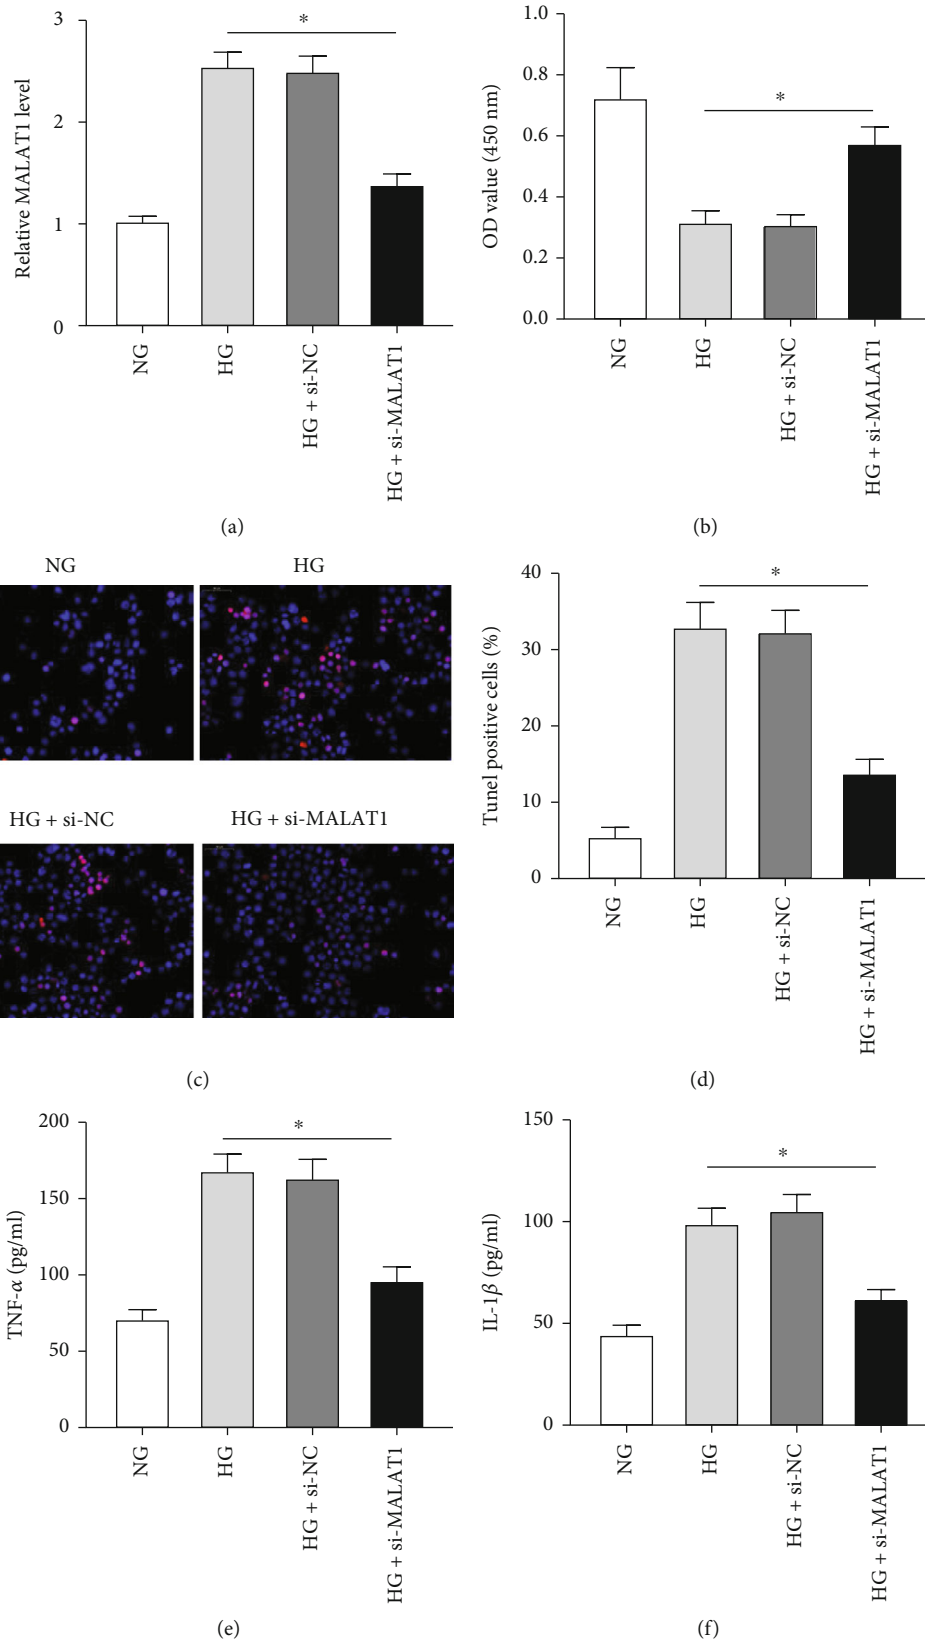 3
2
1
0
Relative MALAT1 level
*
NG
HG
HG + si-NC
HG + si-MALAT1
(a)
1.0
0.8
0.6
0.4
0.2
0.0
OD value (450 nm)
*
NG
HG
HG + si-NC
HG + si-MALAT1
(b)
NG
HG
HG + si-NC
HG + si-MALAT1
(c)
40
30
20
10
0
Tunel positive cells (%)
*
NG
HG
HG + si-NC
HG + si-MALAT1
(d)
200
150
100
50
0
TNF-α (pg/ml)
*
NG
HG
HG + si-NC
HG + si-MALAT1
(e)
150
100
50
0
IL-1β (pg/ml)
*
NG
HG
HG + si-NC
HG + si-MALAT1
(f)